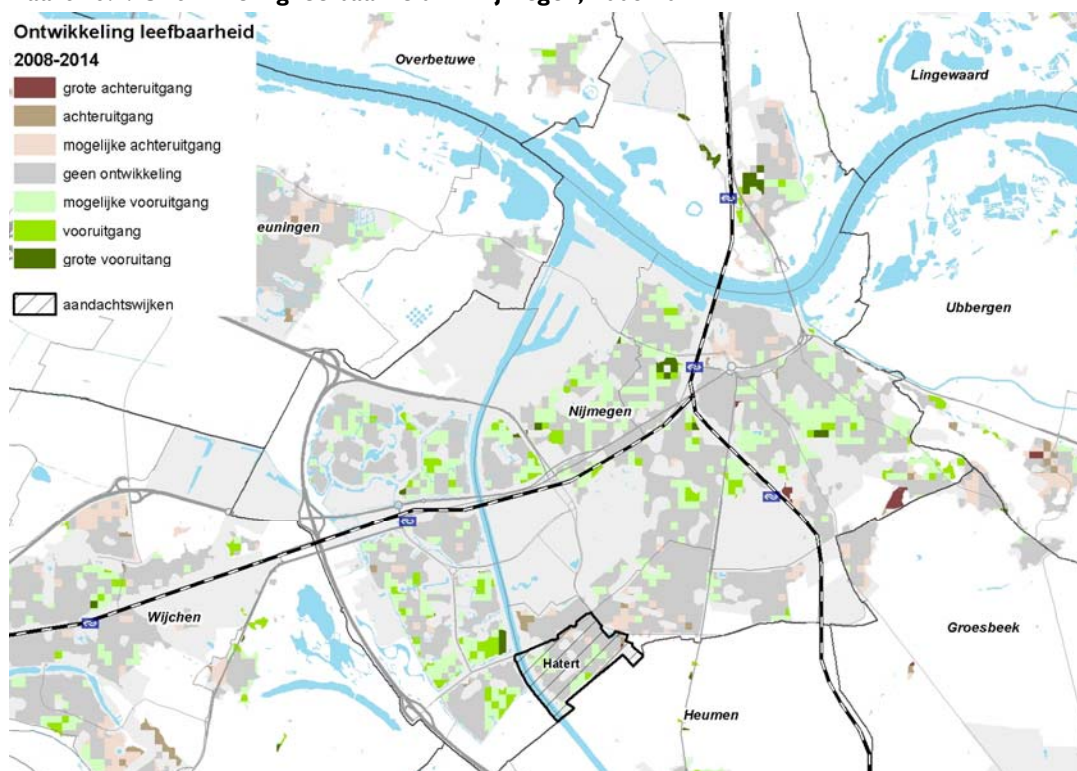 Ontwikkeling leefbaarheid
2008-2014
grote achteruitgang
achteruitgang
mogelijke achteruitgang
geen ontwikkeling
mogelijke vooruitgang
vooruitgang
grote vooruitang
aandachtswijken
Overbetuwe
Lingewaard
euningen
Ubbergen
Nijmegen
Wijchen
Hatert
Groesbeek
Heumen